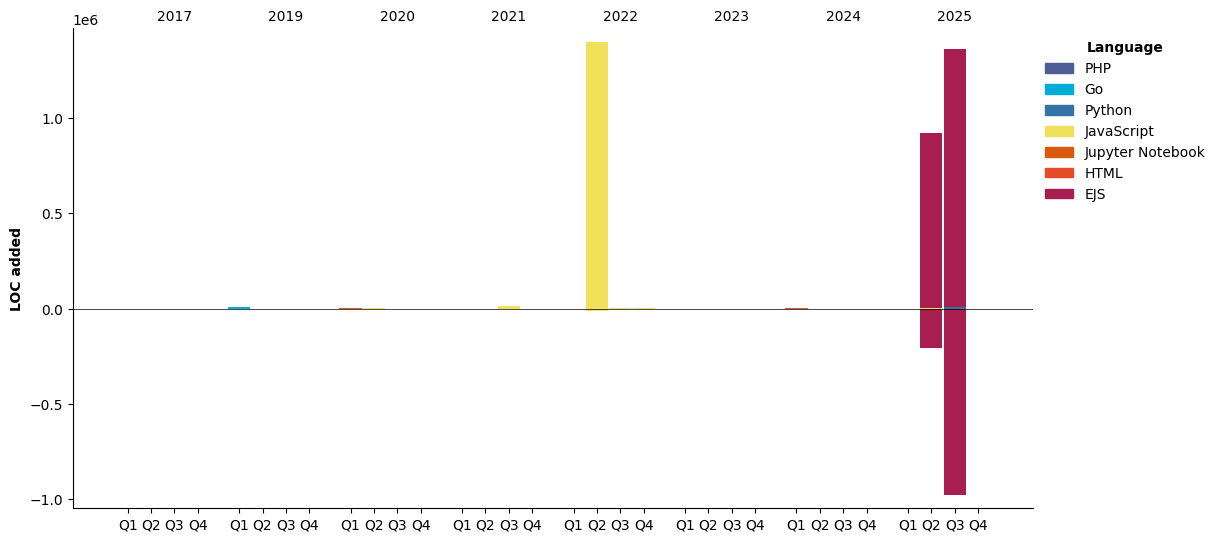 2017 2019 2020 2021 2022 2023 2024 2025
1e6
Language
PHP
Go
Python
JavaScript
Jupyter Notebook
HTML
EJS
LOC added
1.0
0.5
0.0
−0.5
−1.0
Q1 Q2 Q3 Q4 Q1 Q2 Q3 Q4 Q1 Q2 Q3 Q4 Q1 Q2 Q3 Q4 Q1 Q2 Q3 Q4 Q1 Q2 Q3 Q4 Q1 Q2 Q3 Q4 Q1 Q2 Q3 Q4